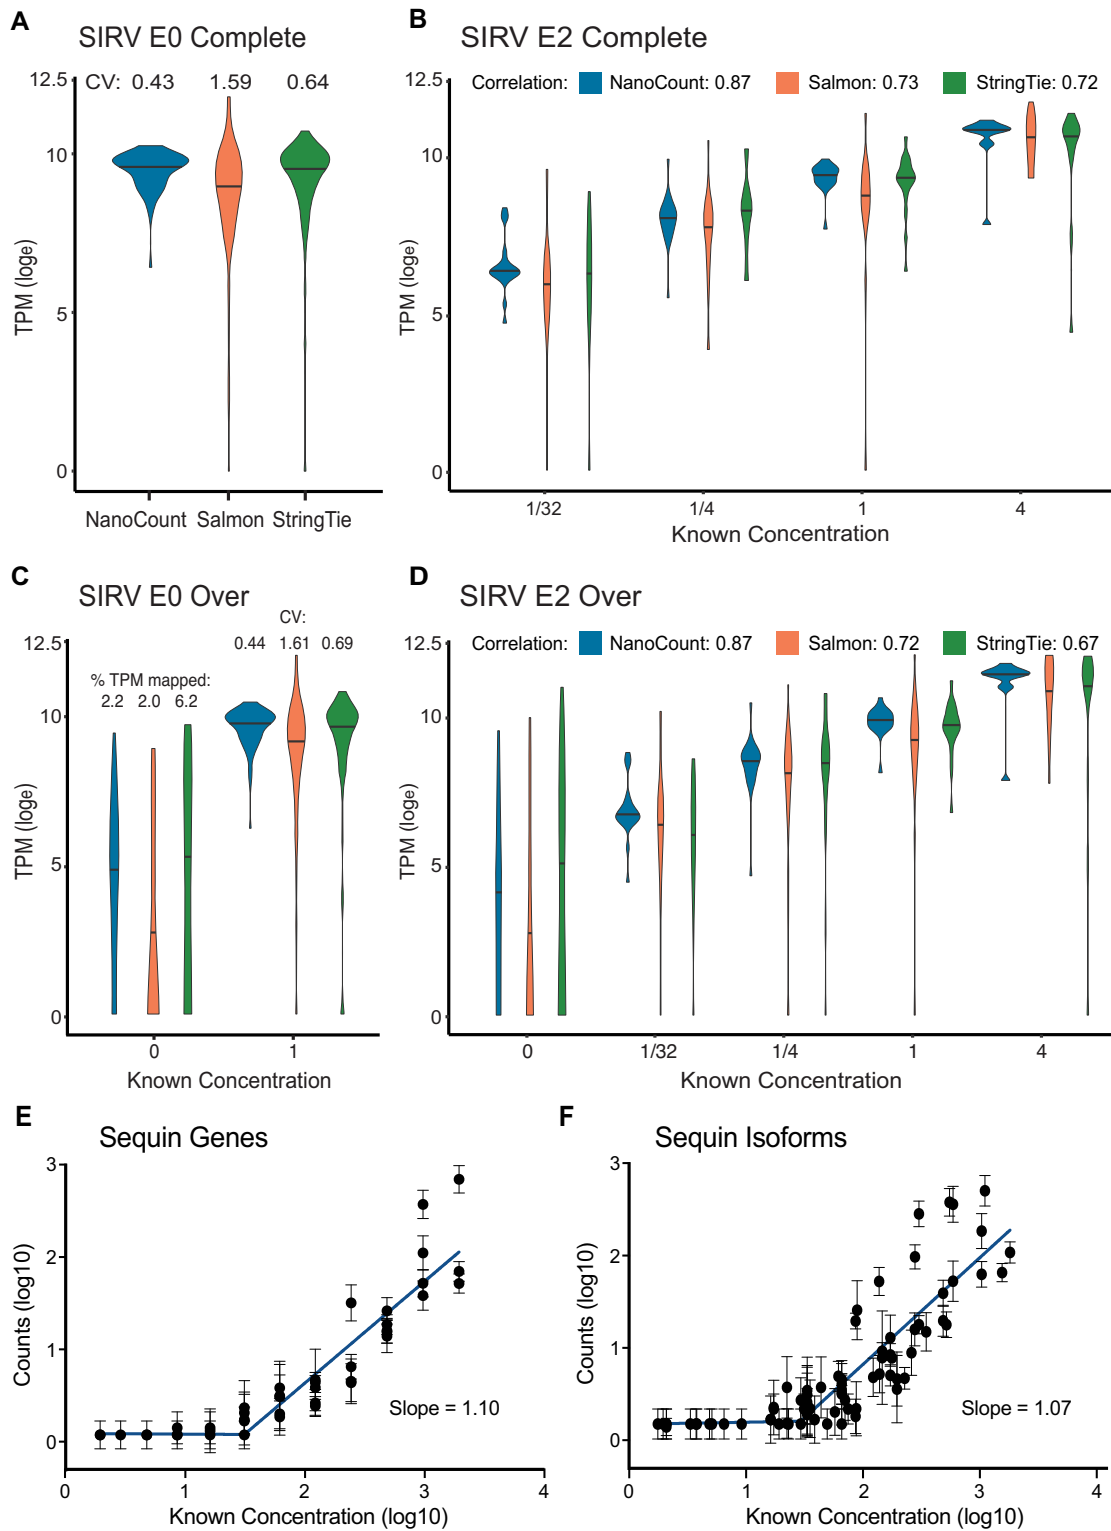 A
SIRV E0 Complete
CV: 0.43 1.59 0.64
12.5
10
5
0
TPM (loge)
NanoCount Salmon StringTie
B
SIRV E2 Complete
Correlation: NanoCount: 0.87 Salmon: 0.73 StringTie: 0.72
12.5
10
5
0
TPM (loge)
1/32 1/4 1 4
Known Concentration
C
SIRV E0 Over
CV:
0.44 1.61 0.69
% TPM mapped:
2.2 2.0 6.2
12.5
10
5
0
TPM (loge)
0 1
Known Concentration
D
SIRV E2 Over
Correlation: NanoCount: 0.87 Salmon: 0.72 StringTie: 0.67
12.5
10
5
0
TPM (loge)
0 1/32 1/4 1 4
Known Concentration
E
Sequin Genes
3
2
1
0
Counts (log10)
Slope = 1.10
0 1 2 3 4
Known Concentration (log10)
F
Sequin Isoforms
3
2
1
0
Counts (log10)
Slope = 1.07
0 1 2 3 4
Known Concentration (log10)